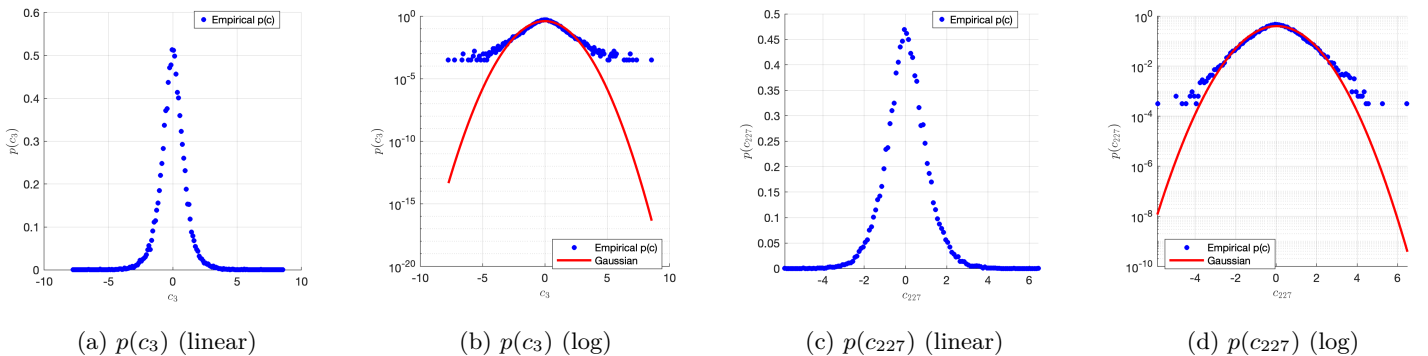 0.6
0.5
0.4
0.3
0.2
0.1
0
-10
-5
0
5
10
p(c₃)
c₃
Empirical p(c)
10⁰
10⁻⁵
10⁻¹⁰
10⁻¹⁵
10⁻²⁰
-10
-5
0
5
10
p(c₃)
c₃
Empirical p(c)
Gaussian
0.5
0.45
0.4
0.35
0.3
0.25
0.2
0.15
0.1
0.05
0
-4
-2
0
2
4
6
p(c₂₂₇)
c₂₂₇
Empirical p(c)
10⁰
10⁻²
10⁻⁴
10⁻⁶
10⁻⁸
10⁻¹⁰
-4
-2
0
2
4
6
p(c₂₂₇)
c₂₂₇
Empirical p(c)
Gaussian
(a) p(c₃) (linear)
(b) p(c₃) (log)
(c) p(c₂₂₇) (linear)
(d) p(c₂₂₇) (log)